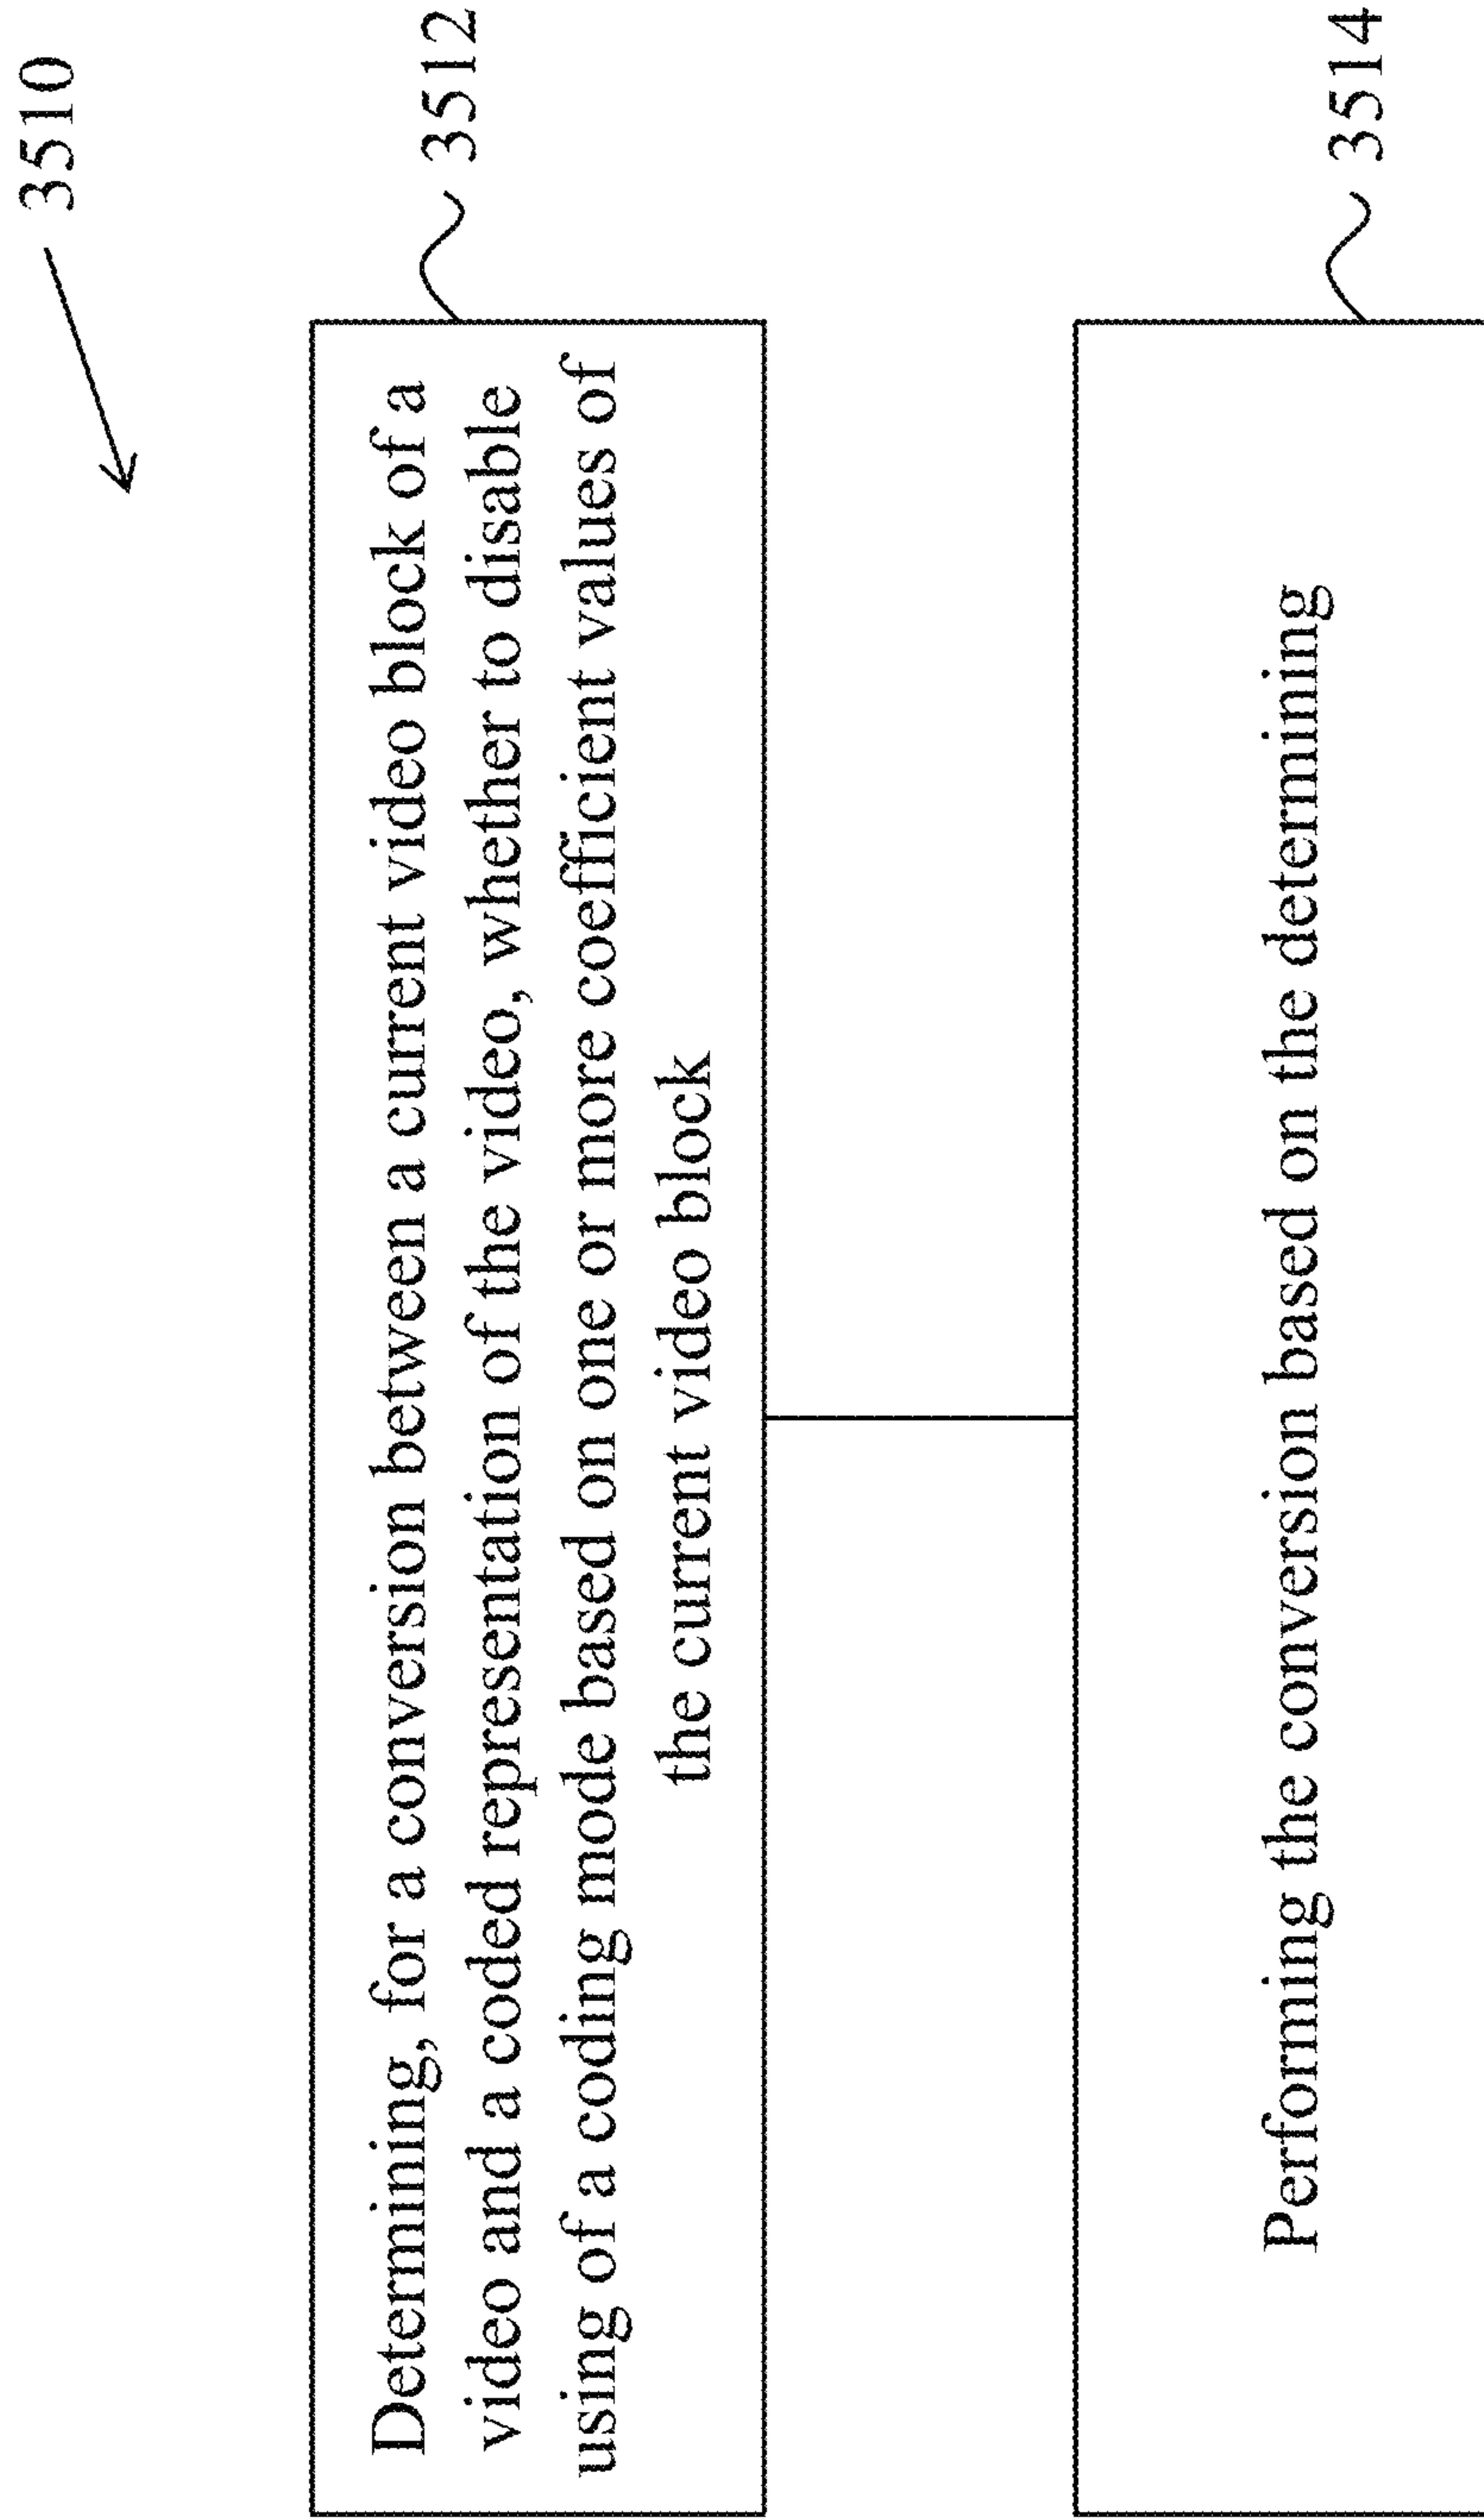 3510
Determining, for a conversion between a current video block of a
video and a coded representation of the video, whether to disable
using of a coding mode based on one or more coefficient values of
the current video block
3512
Performing the conversion based on the determining
3514